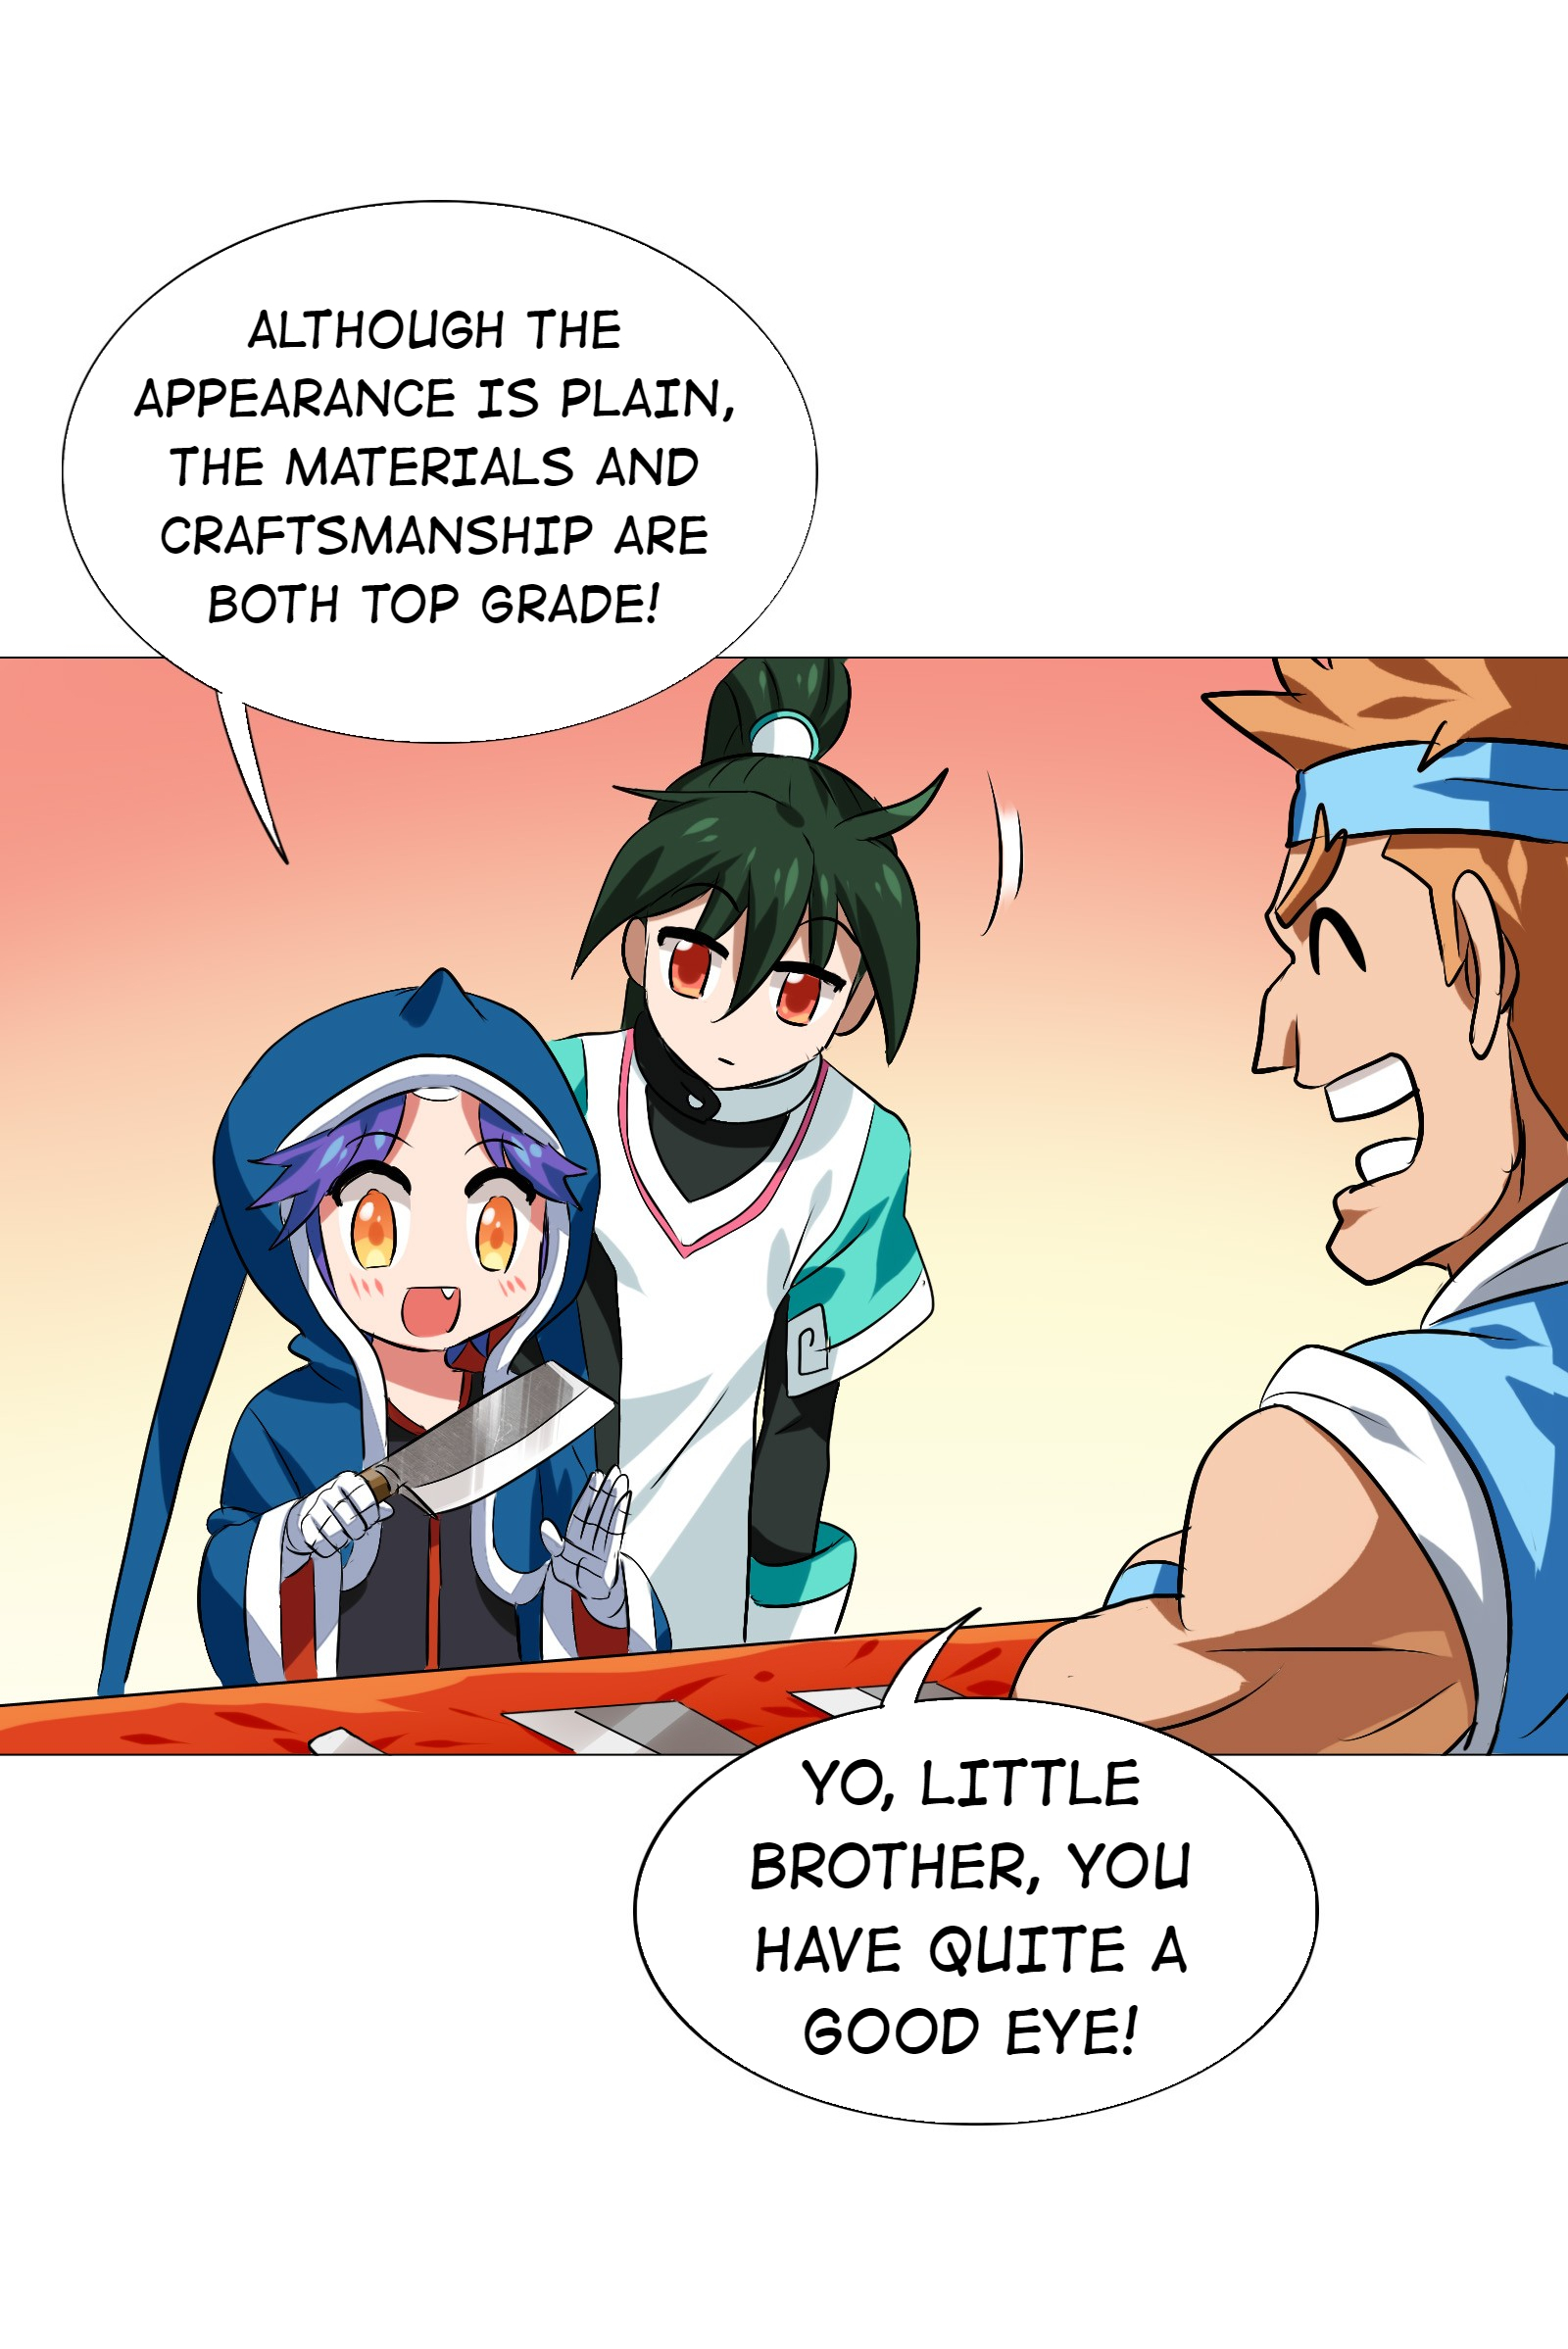 ALTHOUGH THE
APPEARANCE IS PLAIN,
THE MATERIALS AND
CRAFTSMANSHIP ARE
BOTH TOP GRADE!
YO, LITTLE
BROTHER, YOU
HAVE QUITE A
GOOD EYE!